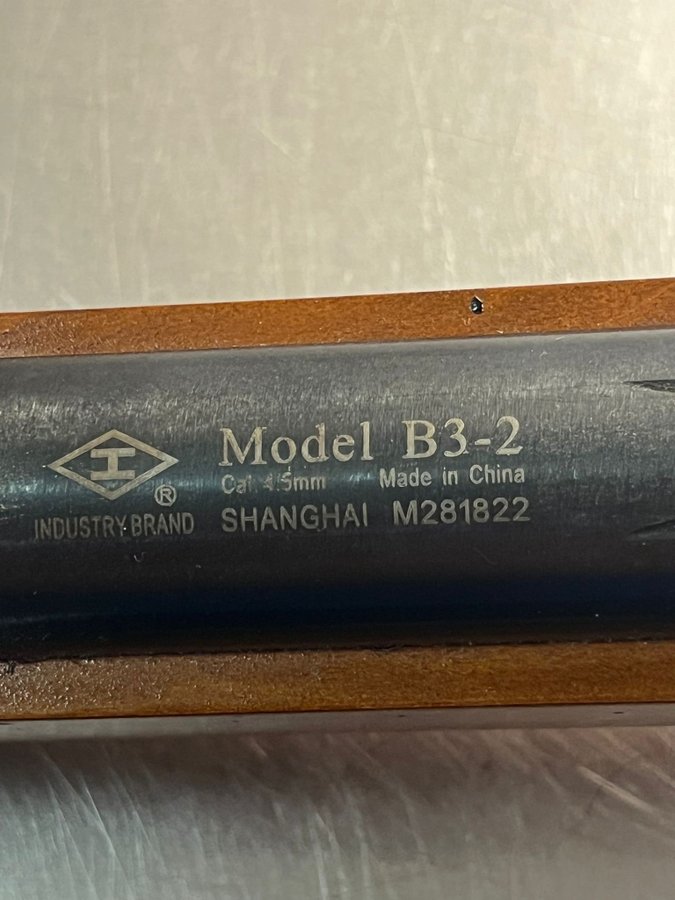 Model B3-2
Cal 4.5mm Made in China
INDUSTRY BRAND ® SHANGHAI M281822